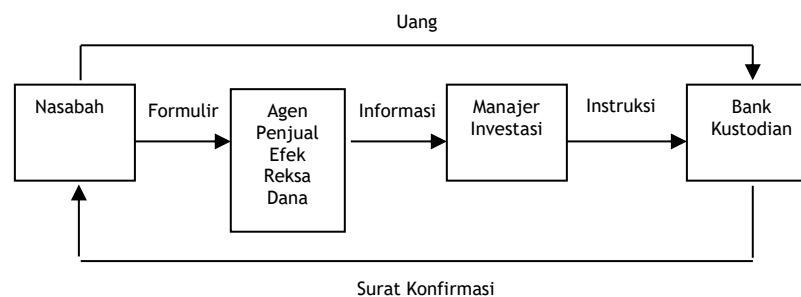 Uang
Nasabah
Formulir
Agen
Penjual
Efek
Reksa
Dana
Informasi
Manajer
Investasi
Instruksi
Bank
Kustodian
Surat Konfirmasi